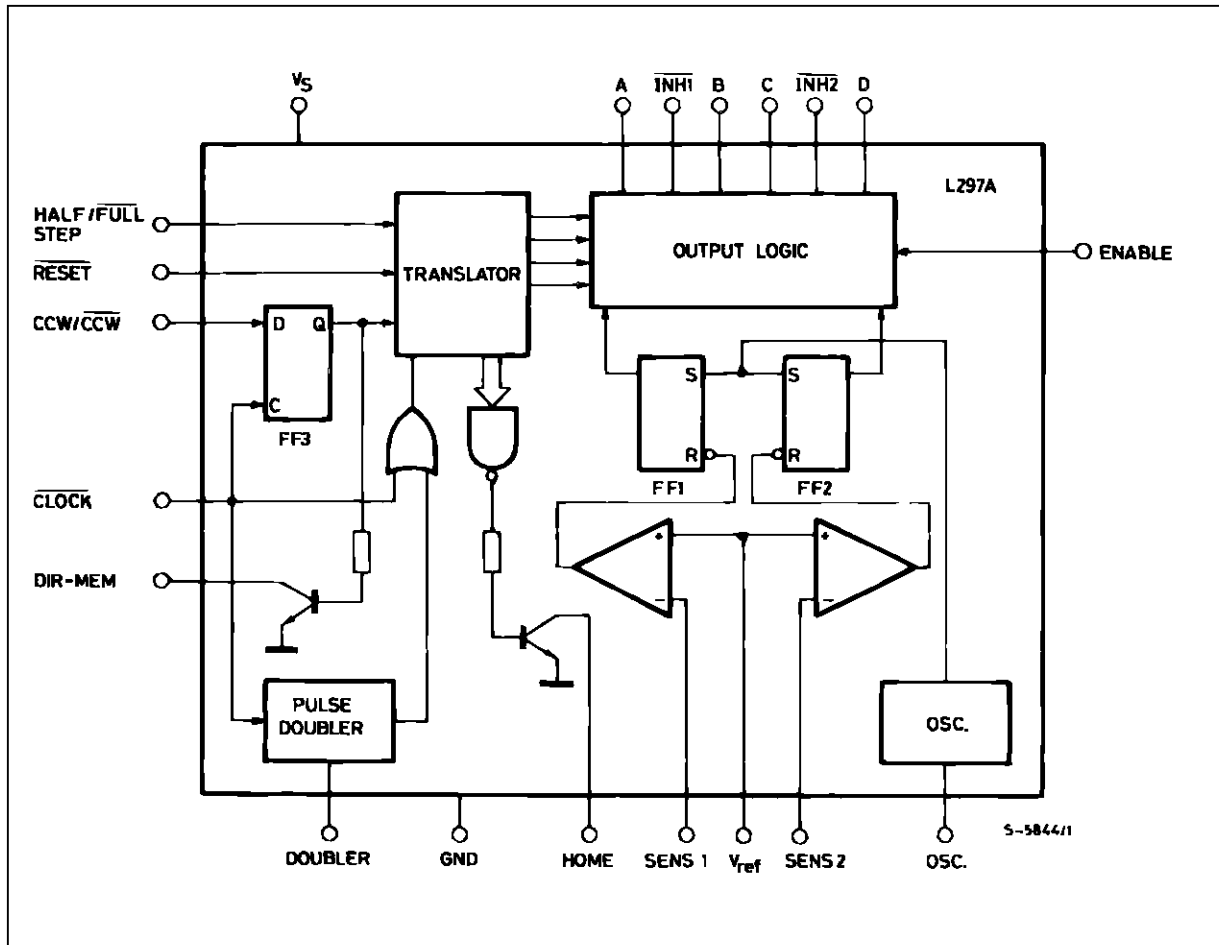 VS
A INH1 B C INH2 D
L297A
HALF/FULL
STEP
RESET
CCW/CCW
CLOCK
DIR-MEM
TRANSLATOR
OUTPUT LOGIC
ENABLE
D Q
C
FF3
S
R
FF1
S
R
FF2
+
−
+
−
PULSE
DOUBLER
OSC.
S-5844/1
DOUBLER GND HOME SENS 1 Vref SENS 2 OSC.